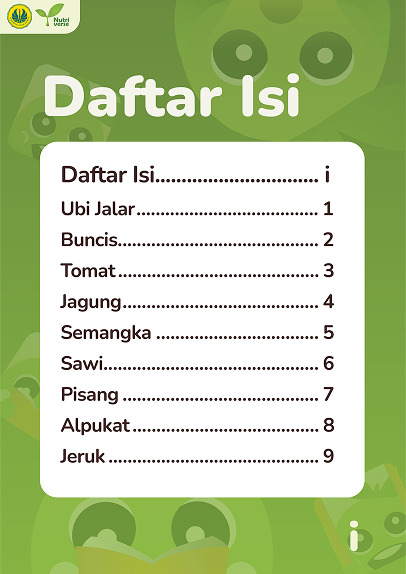 Nutri
verse
Daftar Isi
Daftar Isi............................... i
Ubi Jalar..................................... 1
Buncis......................................... 2
Tomat......................................... 3
Jagung........................................ 4
Semangka ................................. 5
Sawi............................................ 6
Pisang ........................................ 7
Alpukat...................................... 8
Jeruk........................................... 9
i